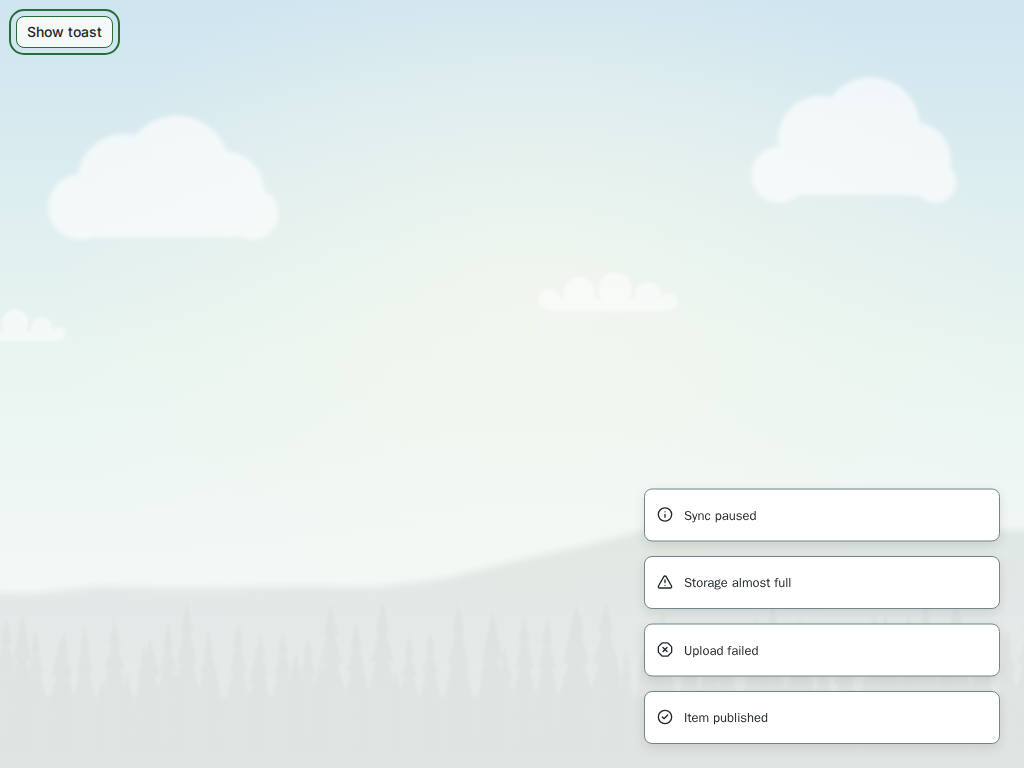 Show toast
Sync paused
Storage almost full
Upload failed
Item published